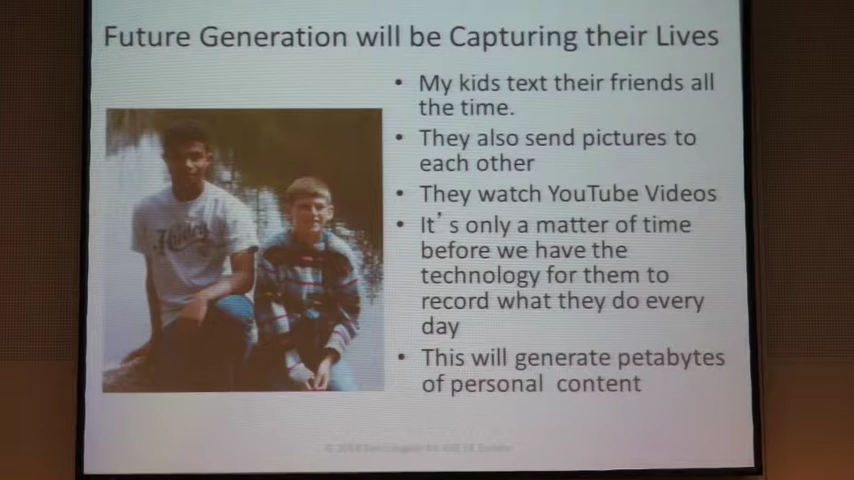 Future Generation will be Capturing their Lives
• My kids text their friends all
the time.
• They also send pictures to
each other
• They watch YouTube Videos
• It's only a matter of time
before we have the
technology for them to
record what they do every
day
• This will generate petabytes
of personal content